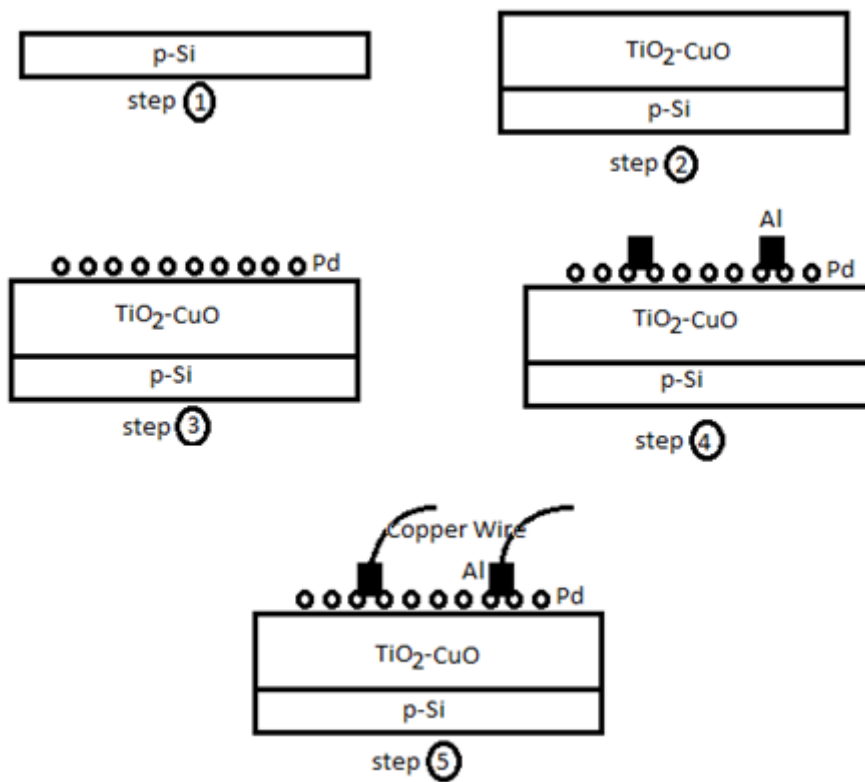 p-Si
step 1
TiO2-CuO
p-Si
step 2
Pd
TiO2-CuO
p-Si
step 3
Al
Pd
TiO2-CuO
p-Si
step 4
Copper Wire
Al
Pd
TiO2-CuO
p-Si
step 5